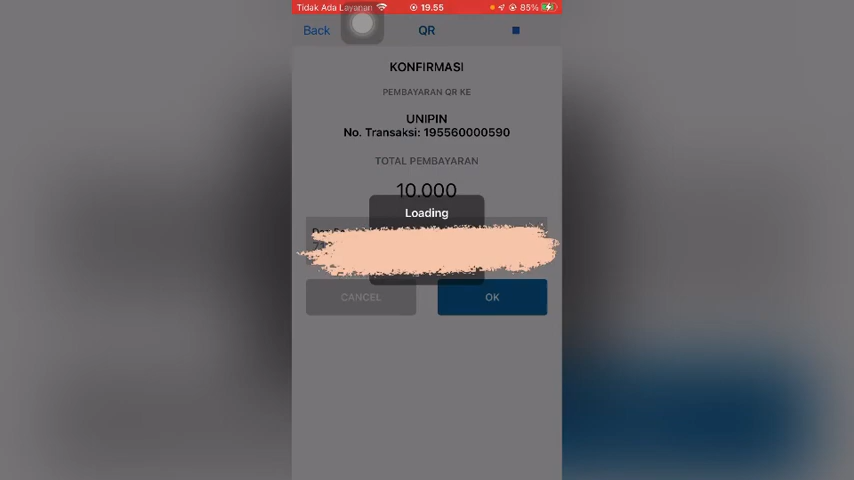 Tidak Ada Layanan 19.55 85%
Back QR
KONFIRMASI
PEMBAYARAN QR KE
UNIPIN
No. Transaksi: 195560000590
TOTAL PEMBAYARAN
10.000
Loading
CANCEL OK